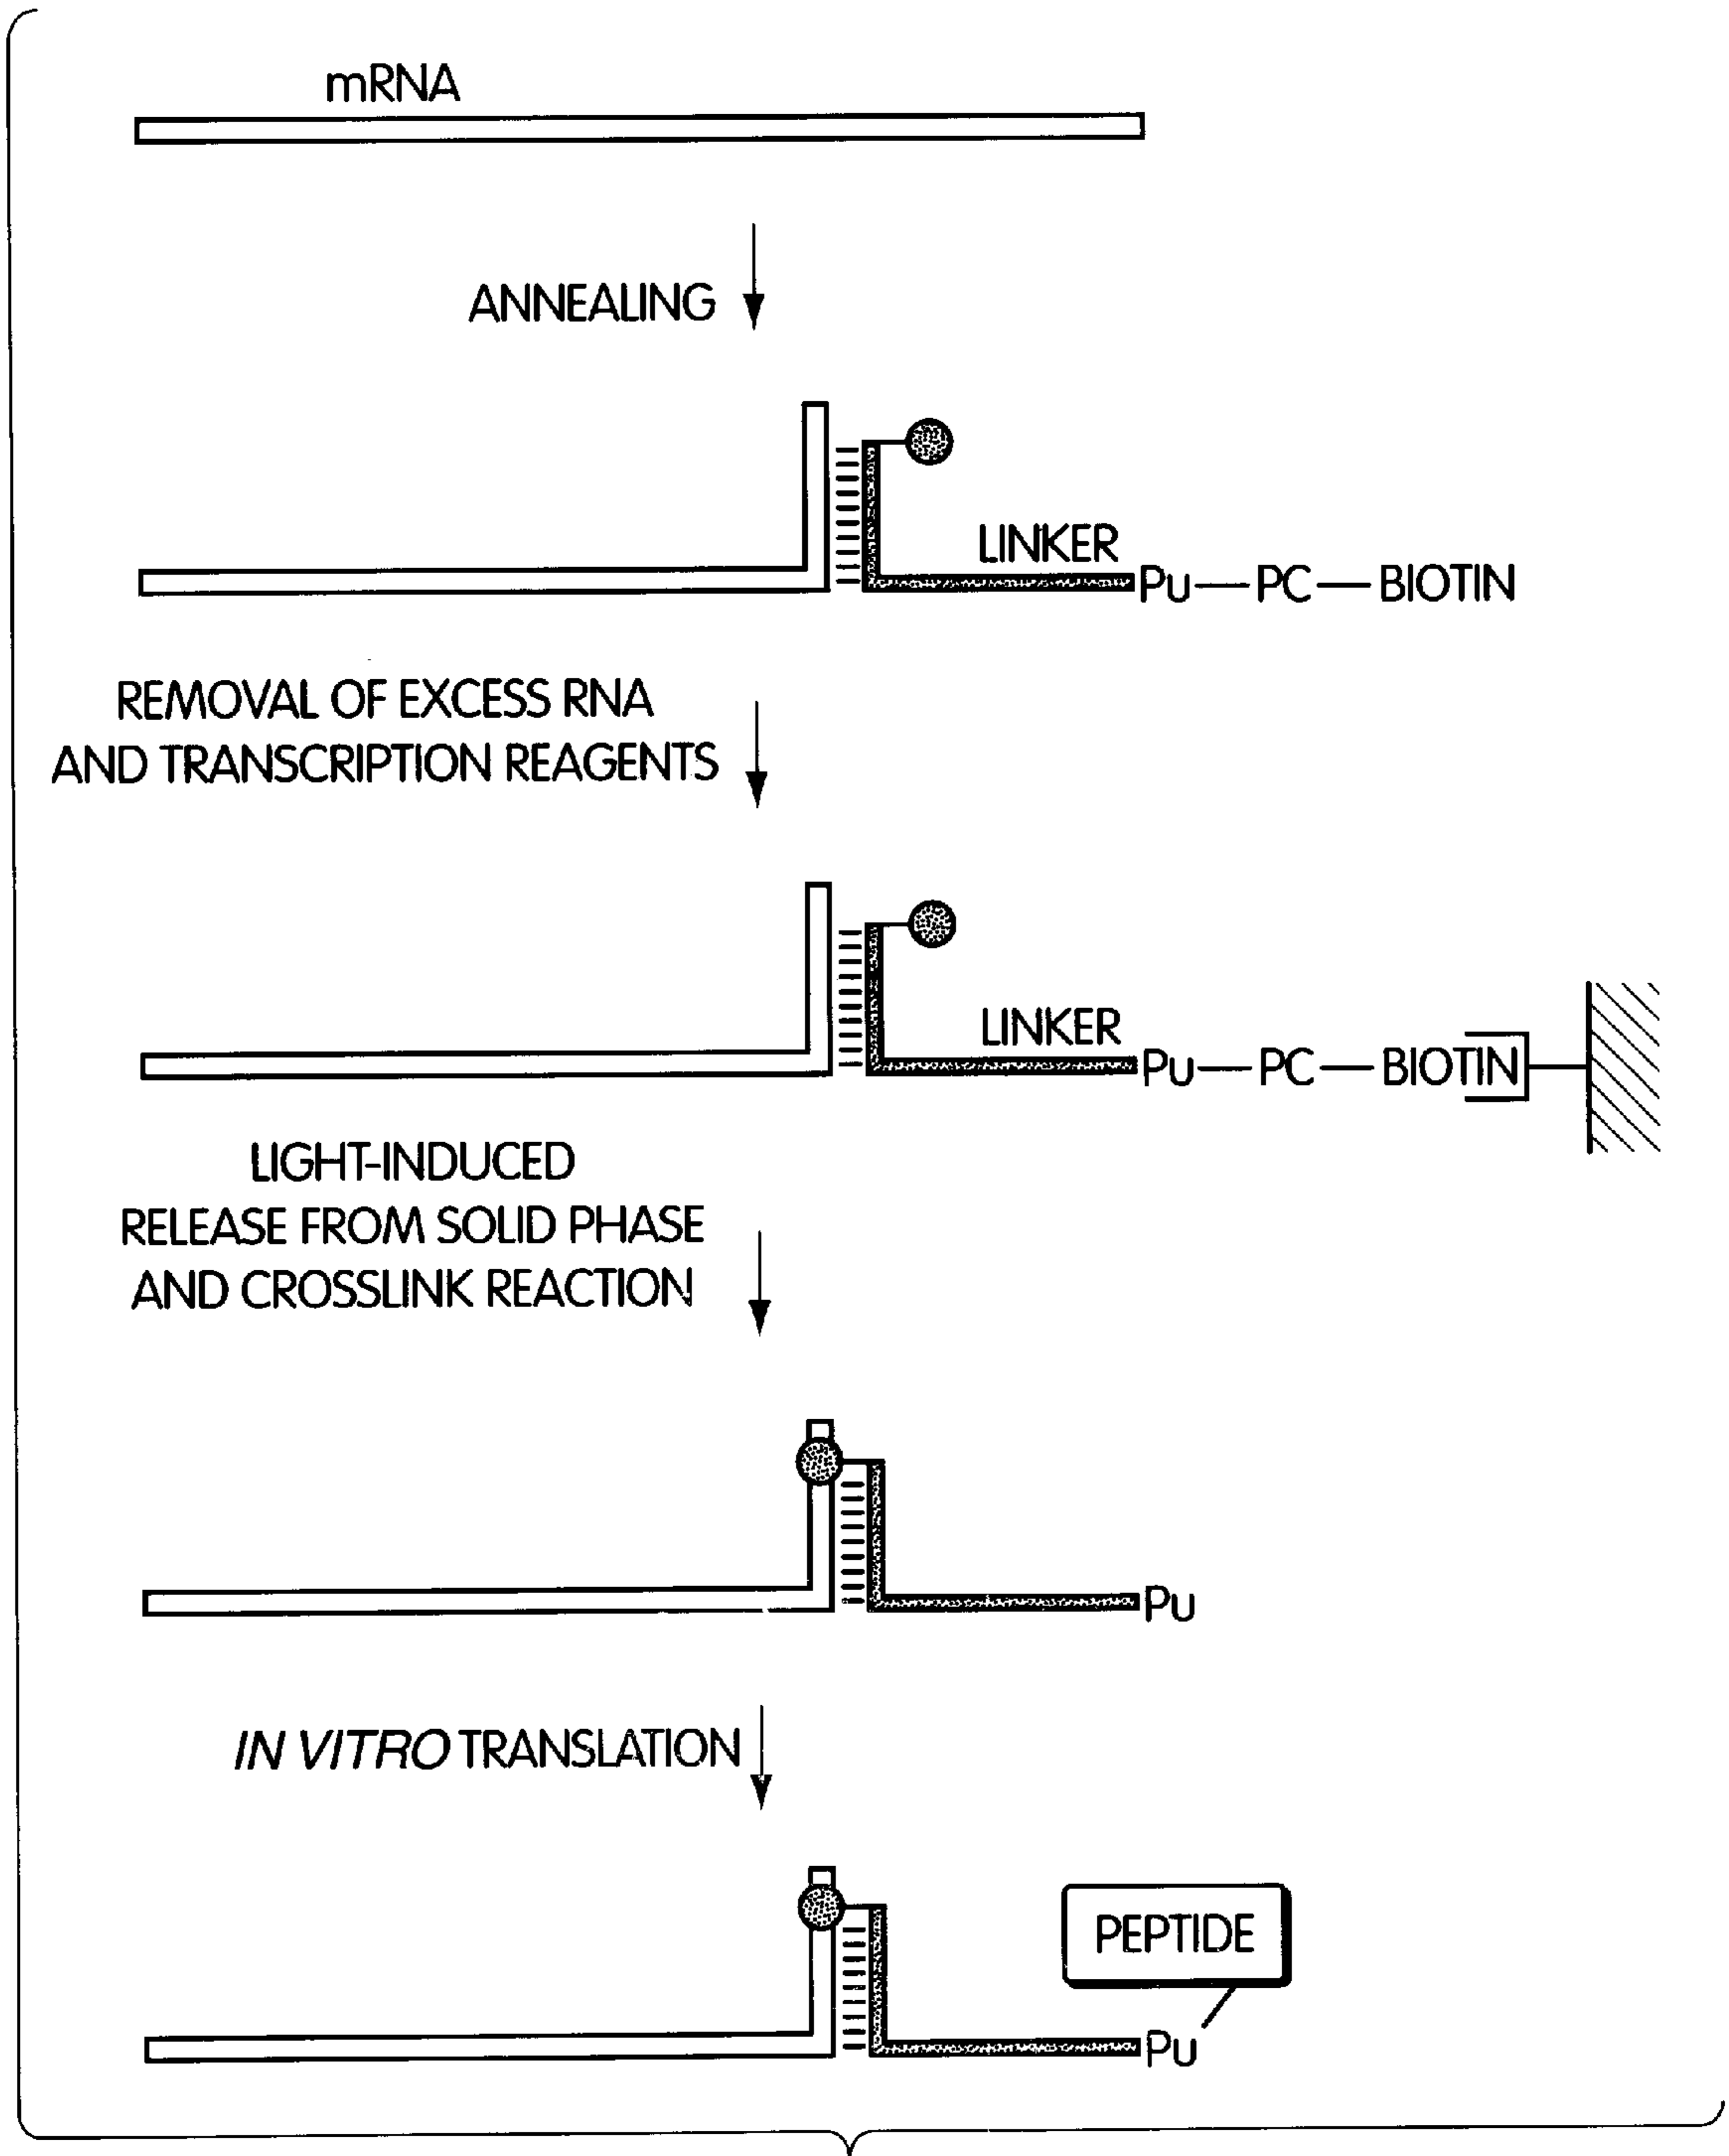 mRNA
ANNEALING
LINKER
Pu—PC—BIOTIN
REMOVAL OF EXCESS RNA
AND TRANSCRIPTION REAGENTS
LINKER
Pu—PC—BIOTIN
LIGHT-INDUCED
RELEASE FROM SOLID PHASE
AND CROSSLINK REACTION
Pu
IN VITRO TRANSLATION
PEPTIDE
Pu